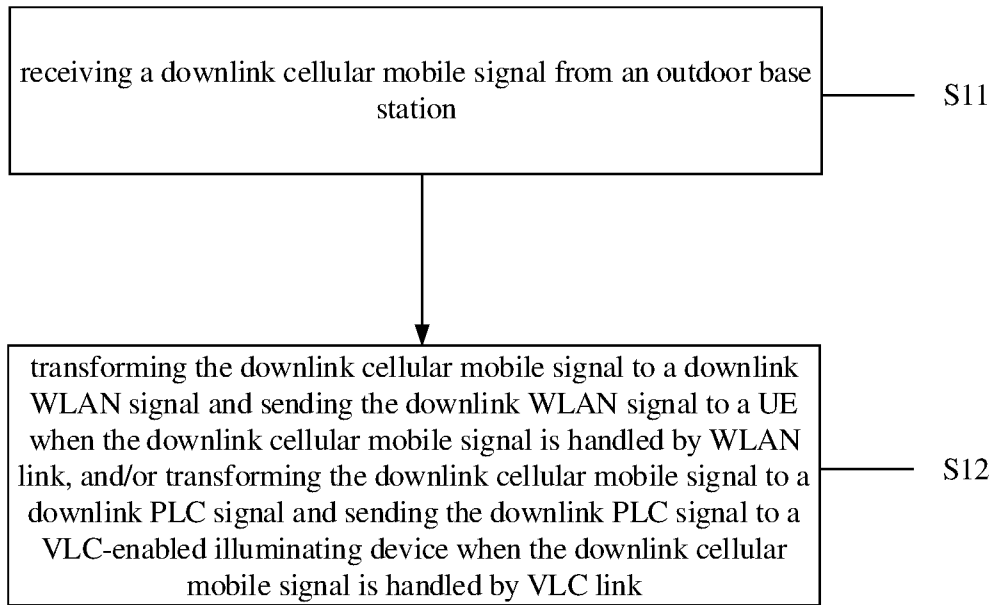 receiving a downlink cellular mobile signal from an outdoor base
station
S11
transforming the downlink cellular mobile signal to a downlink
WLAN signal and sending the downlink WLAN signal to a UE
when the downlink cellular mobile signal is handled by WLAN
link, and/or transforming the downlink cellular mobile signal to a
downlink PLC signal and sending the downlink PLC signal to a
VLC-enabled illuminating device when the downlink cellular
mobile signal is handled by VLC link
S12